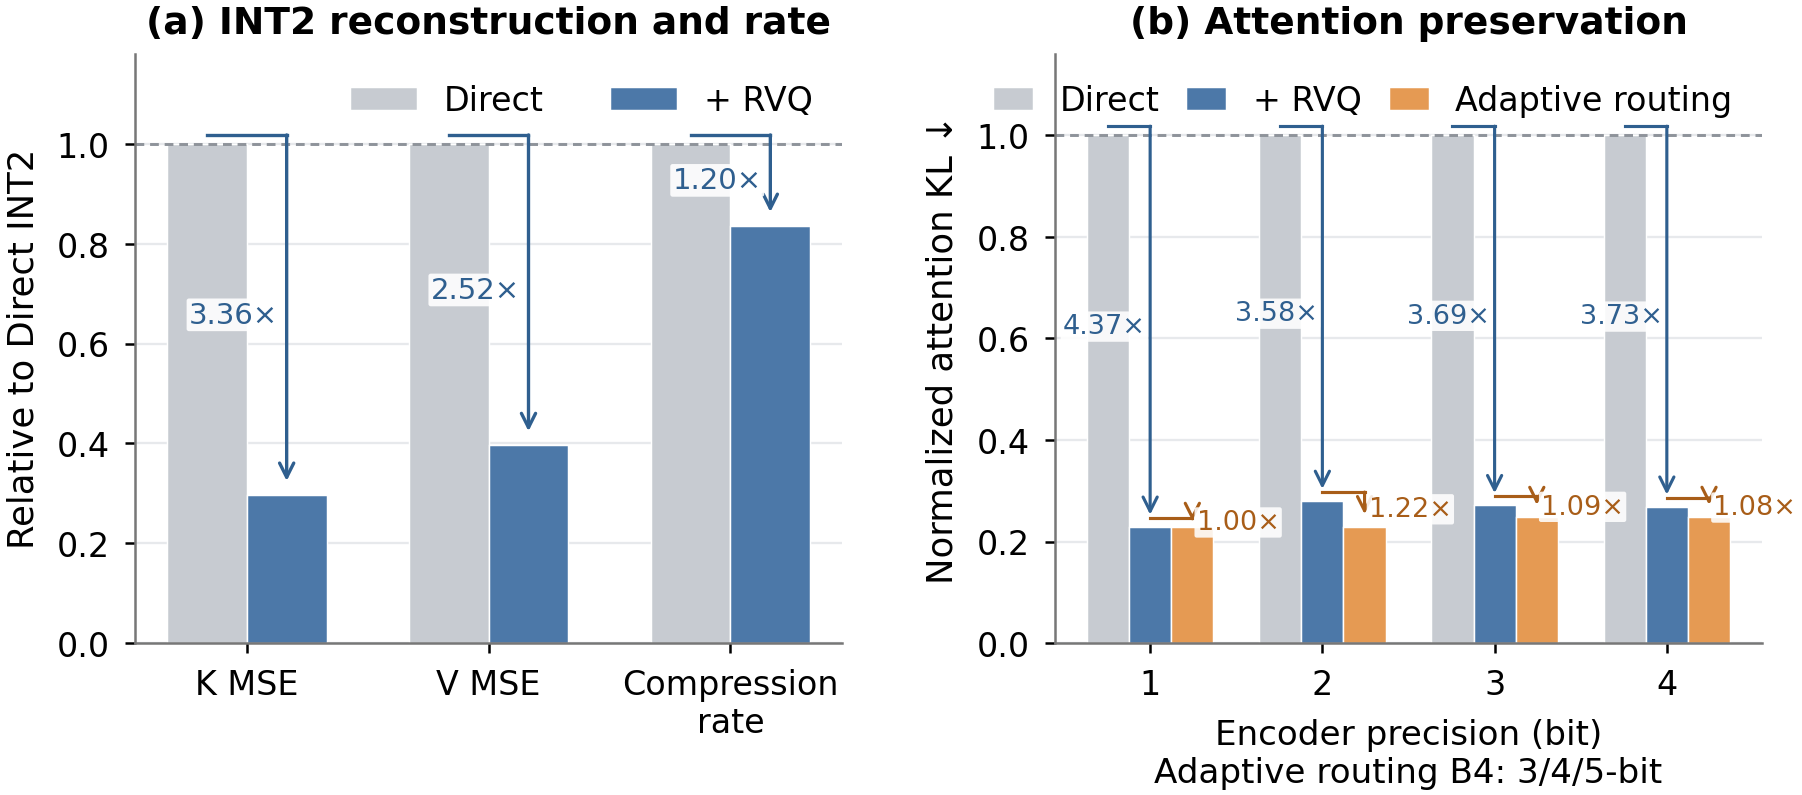 (a) INT2 reconstruction and rate
Direct
+ RVQ
Relative to Direct INT2
1.0
0.8
0.6
0.4
0.2
0.0
3.36×
2.52×
1.20×
K MSE
V MSE
Compression
rate
(b) Attention preservation
Direct
+ RVQ
Adaptive routing
Normalized attention KL ↓
1.0
0.8
0.6
0.4
0.2
0.0
4.37×
3.58×
3.69×
3.73×
1.00×
1.22×
1.09×
1.08×
1
2
3
4
Encoder precision (bit)
Adaptive routing B4: 3/4/5-bit